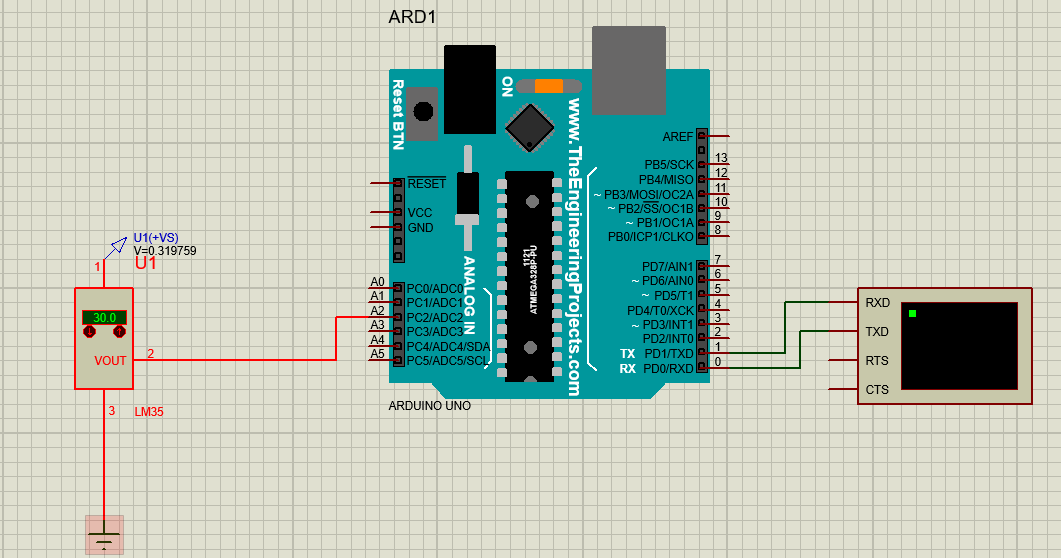 ARD1
ON
Reset BTN
www.TheEngineeringProjects.com
RESET
VCC
GND
ANALOG IN
1121
ATMEGA328P-PU
A0 PC0/ADC0
A1 PC1/ADC1
A2 PC2/ADC2
A3 PC3/ADC3
A4 PC4/ADC4/SDA
A5 PC5/ADC5/SCL
AREF
PB5/SCK 13
PB4/MISO 12
~ PB3/MOSI/OC2A 11
~ PB2/SS/OC1B 10
~ PB1/OC1A 9
PB0/ICP1/CLKO 8
PD7/AIN1 7
~ PD6/AIN0 6
~ PD5/T1 5
PD4/T0/XCK 4
~ PD3/INT1 3
PD2/INT0 2
TX PD1/TXD 1
RX PD0/RXD 0
ARDUINO UNO
U1(+VS)
V=0.319759
U1
1
30.0
VOUT 2
3
LM35
RXD
TXD
RTS
CTS